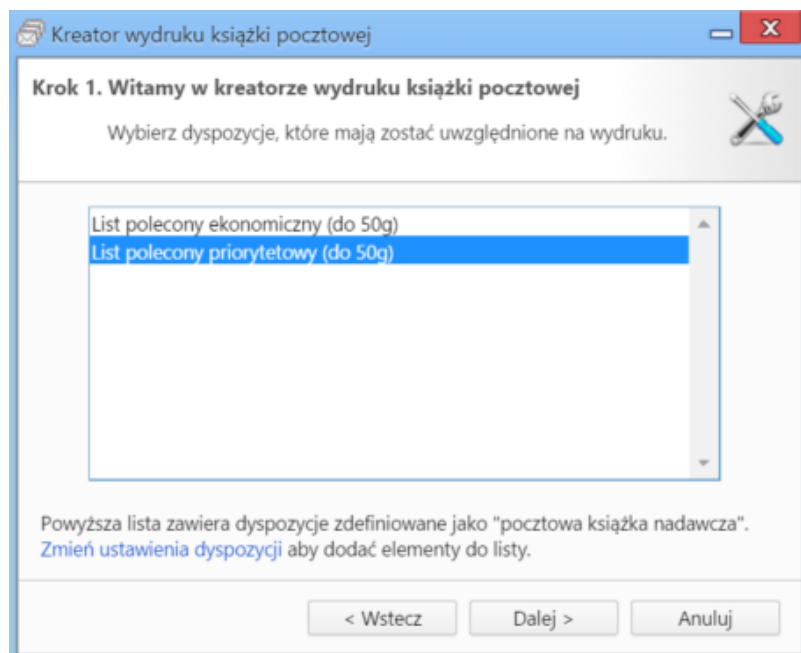 Kreator wydruku książki pocztowej
Krok 1. Witamy w kreatorze wydruku książki pocztowej
Wybierz dyspozycje, które mają zostać uwzględnione na wydruku.
List polecony ekonomiczny (do 50g)
List polecony priorytetowy (do 50g)
Powyższa lista zawiera dyspozycje zdefiniowane jako "pocztowa książka nadawcza".
Zmień ustawienia dyspozycji aby dodać elementy do listy.
< Wstecz Dalej > Anuluj